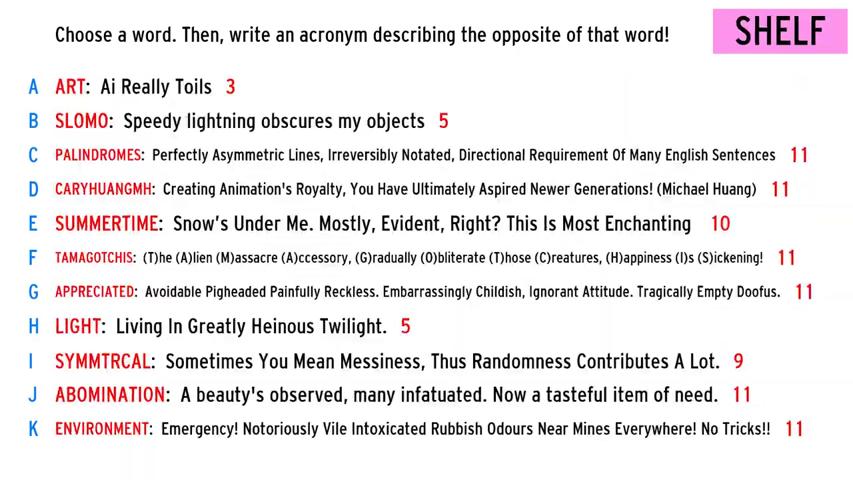 Choose a word. Then, write an acronym describing the opposite of that word!
SHELF
A ART: Ai Really Toils 3
B SLOMO: Speedy lightning obscures my objects 5
C PALINDROMES: Perfectly Asymmetric Lines, Irreversibly Notated, Directional Requirement Of Many English Sentences 11
D CARYHUANGMH: Creating Animation's Royalty, You Have Ultimately Aspired Newer Generations! (Michael Huang) 11
E SUMMERTIME: Snow's Under Me. Mostly, Evident, Right? This Is Most Enchanting 10
F TAMAGOTCHIS: (T)he (A)lien (M)assacre (A)ccessory, (G)radually (O)bliterate (T)hose (C)reatures, (H)appiness (I)s (S)ickening! 11
G APPRECIATED: Avoidable Pigheaded Painfully Reckless. Embarrassingly Childish, Ignorant Attitude. Tragically Empty Doofus. 11
H LIGHT: Living In Greatly Heinous Twilight. 5
I SYMMTRCAL: Sometimes You Mean Messiness, Thus Randomness Contributes A Lot. 9
J ABOMINATION: A beauty's observed, many infatuated. Now a tasteful item of need. 11
K ENVIRONMENT: Emergency! Notoriously Vile Intoxicated Rubbish Odours Near Mines Everywhere! No Tricks!! 11